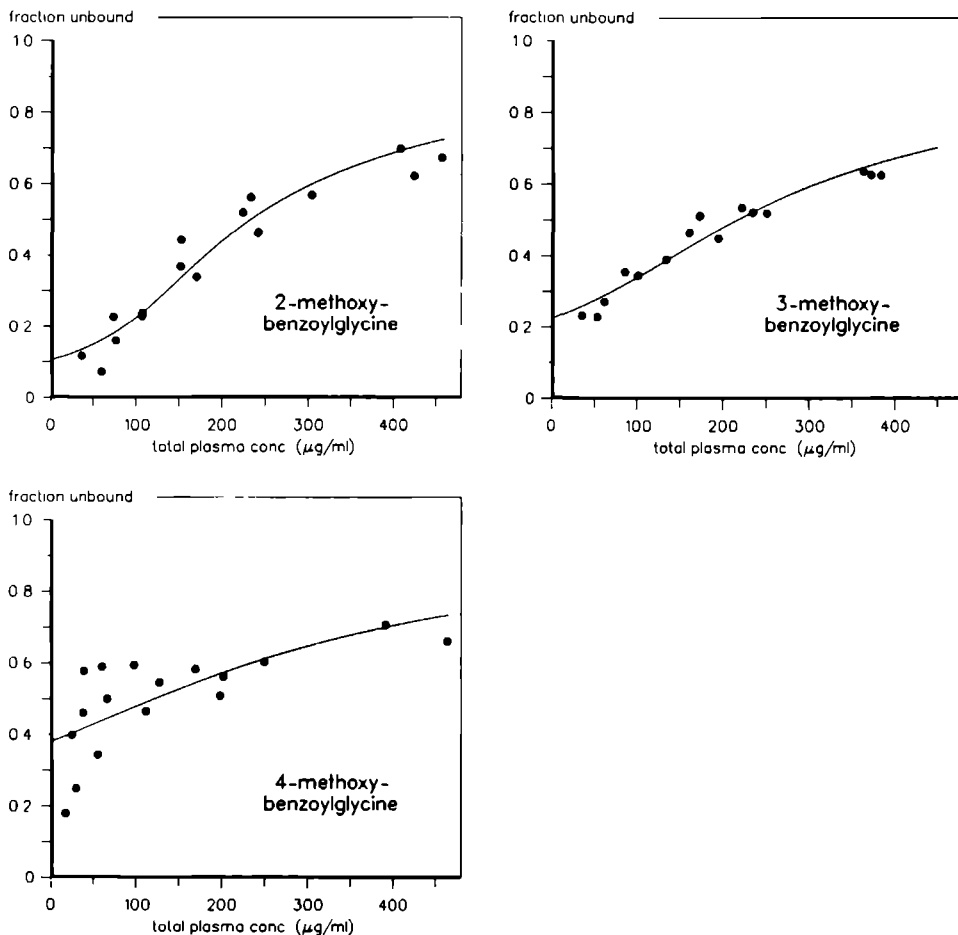 fraction unbound
1 0
0 8
0 6
0 4
0 2
0
2-methoxy-
benzoylglycine
0 100 200 300 400
total plasma conc (µg/ml)
fraction unbound
1 0
0 8
0 6
0 4
0 2
0
3-methoxy-
benzoylglycine
0 100 200 300 400
total plasma conc (µg/ml)
fraction unbound
1 0
0 8
0 6
0 4
0 2
0
4-methoxy-
benzoylglycine
0 100 200 300 400
total plasma conc (µg/ml)